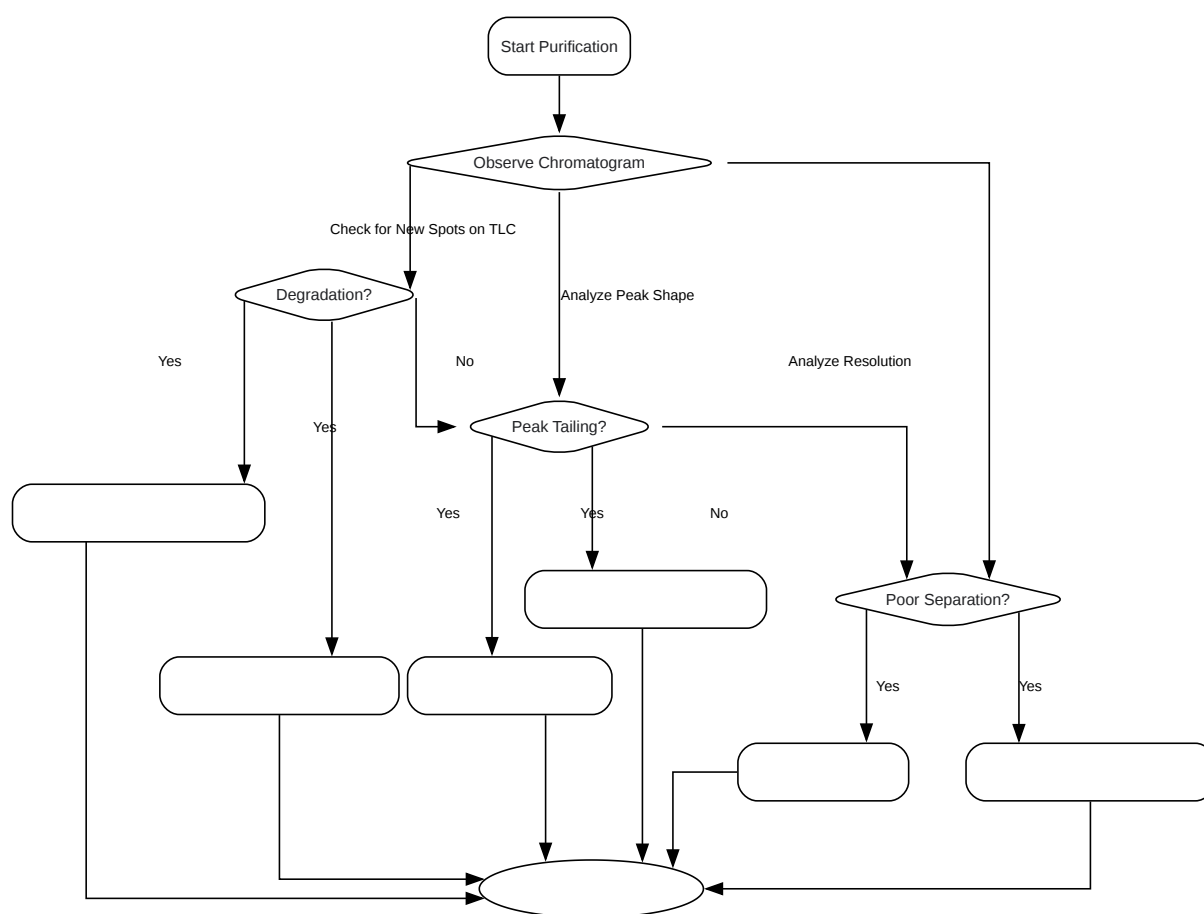 Start Purification
Observe Chromatogram
Check for New Spots on TLC
Degradation?
Analyze Peak Shape
Yes
No
Analyze Resolution
Yes
Peak Tailing?
Yes
Yes
No
Poor Separation?
Yes
Yes